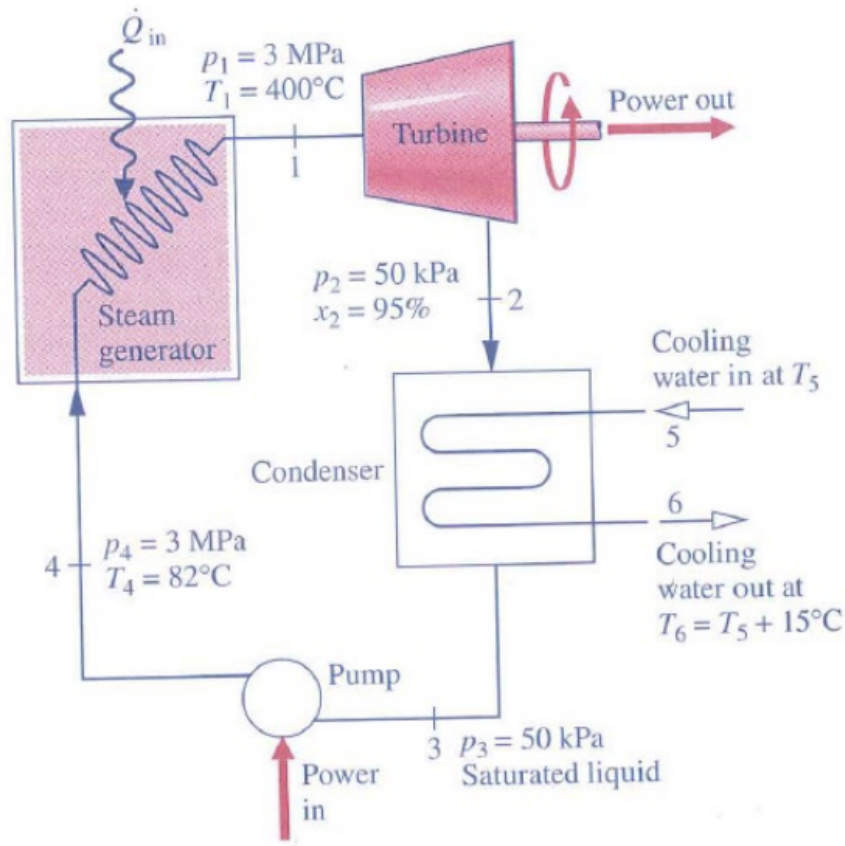 Q̇ in
p₁ = 3 MPa
T₁ = 400°C
Turbine
Power out
1
p₂ = 50 kPa
x₂ = 95%
2
Steam
generator
Cooling
water in at T₅
5
Condenser
6
Cooling
water out at
T₆ = T₅ + 15°C
4
p₄ = 3 MPa
T₄ = 82°C
Pump
3
p₃ = 50 kPa
Saturated liquid
Power
in